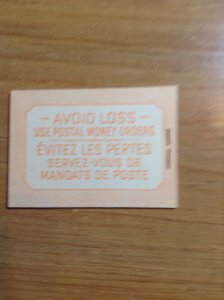 — AVOID LOSS —
USE POSTAL MONEY ORDERS
ÉVITEZ LES PERTES
SERVEZ-VOUS DE
MANDATS DE POSTE